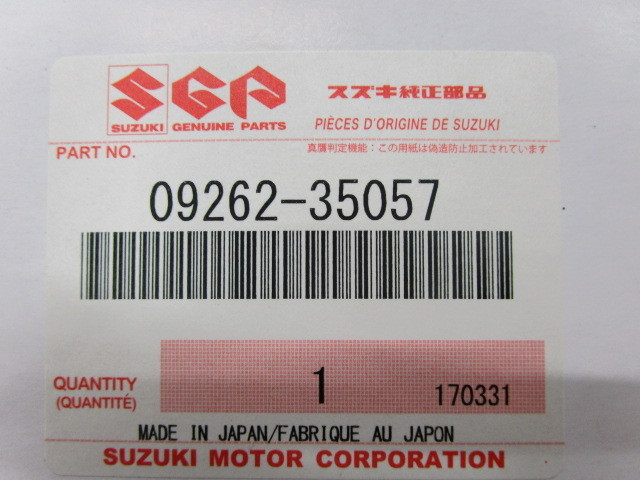 SGP スズキ純正部品
SUZUKI GENUINE PARTS PIÈCES D'ORIGINE DE SUZUKI
PART NO. 真贋判定機能：この用紙は偽造防止加工されています
09262-35057
QUANTITY
(QUANTITÉ)
1 170331
MADE IN JAPAN/FABRIQUE AU JAPON
SUZUKI MOTOR CORPORATION